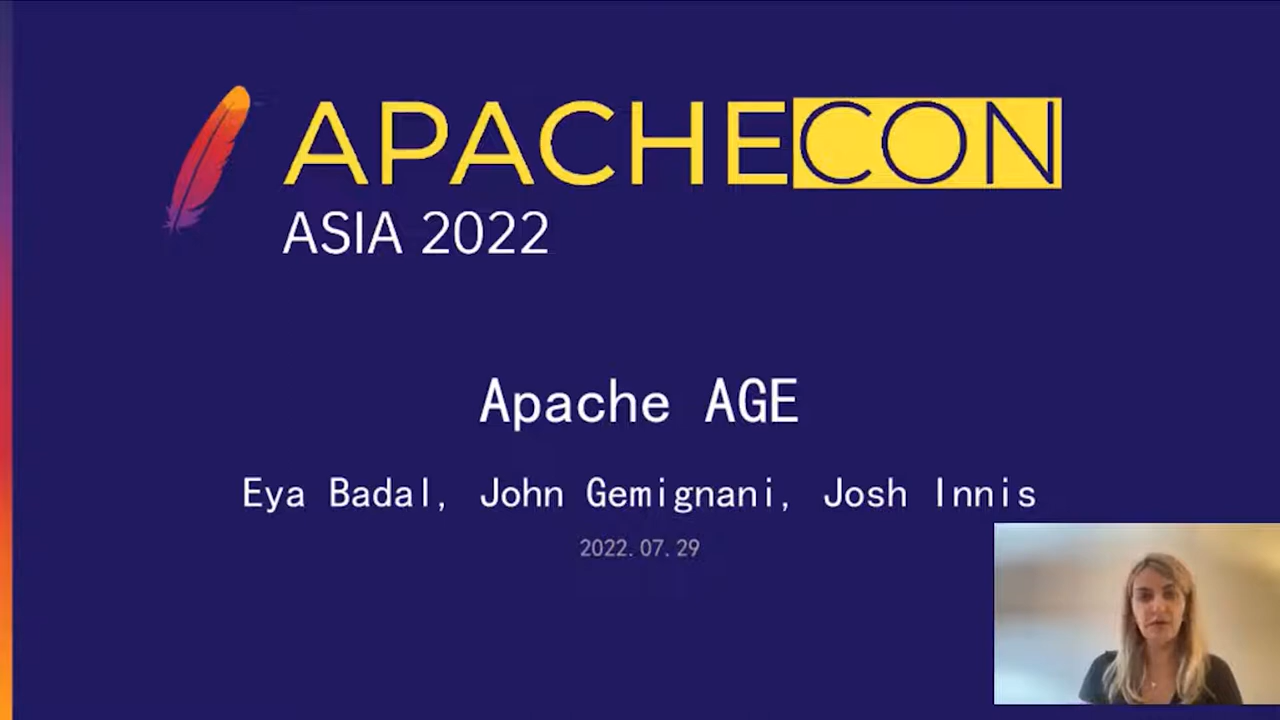 APACHECON
ASIA 2022
Apache AGE
Eya Badal, John Gemignani, Josh Innis
2022.07.29